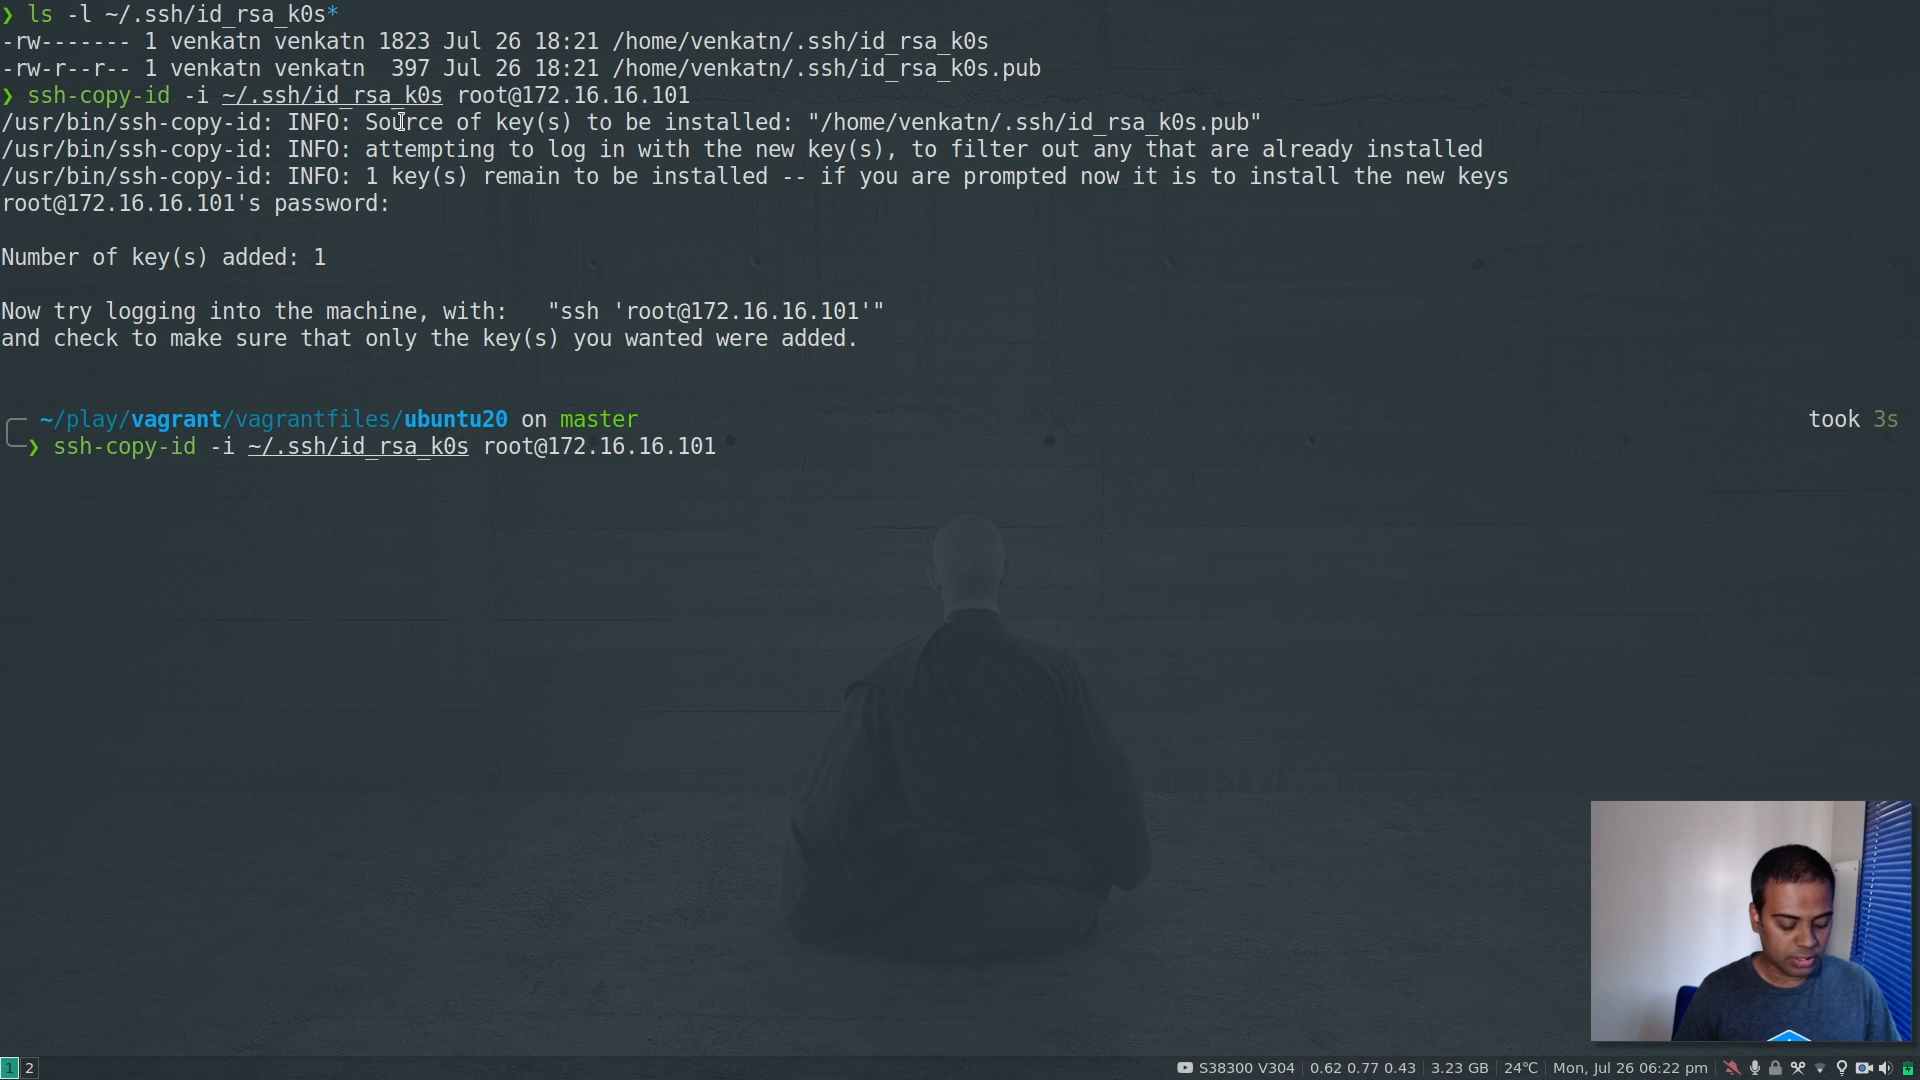 ❯ ls -l ~/.ssh/id_rsa_k0s*
-rw------- 1 venkatn venkatn 1823 Jul 26 18:21 /home/venkatn/.ssh/id_rsa_k0s
-rw-r--r-- 1 venkatn venkatn  397 Jul 26 18:21 /home/venkatn/.ssh/id_rsa_k0s.pub
❯ ssh-copy-id -i ~/.ssh/id_rsa_k0s root@172.16.16.101
/usr/bin/ssh-copy-id: INFO: Source of key(s) to be installed: "/home/venkatn/.ssh/id_rsa_k0s.pub"
/usr/bin/ssh-copy-id: INFO: attempting to log in with the new key(s), to filter out any that are already installed
/usr/bin/ssh-copy-id: INFO: 1 key(s) remain to be installed -- if you are prompted now it is to install the new keys
root@172.16.16.101's password:
Number of key(s) added: 1
Now try logging into the machine, with:   "ssh 'root@172.16.16.101'"
and check to make sure that only the key(s) you wanted were added.
~/play/vagrant/vagrantfiles/ubuntu20 on master took 3s
❯ ssh-copy-id -i ~/.ssh/id_rsa_k0s root@172.16.16.101
1 2 S38300 V304 0.62 0.77 0.43 3.23 GB 24℃ Mon, Jul 26 06:22 pm